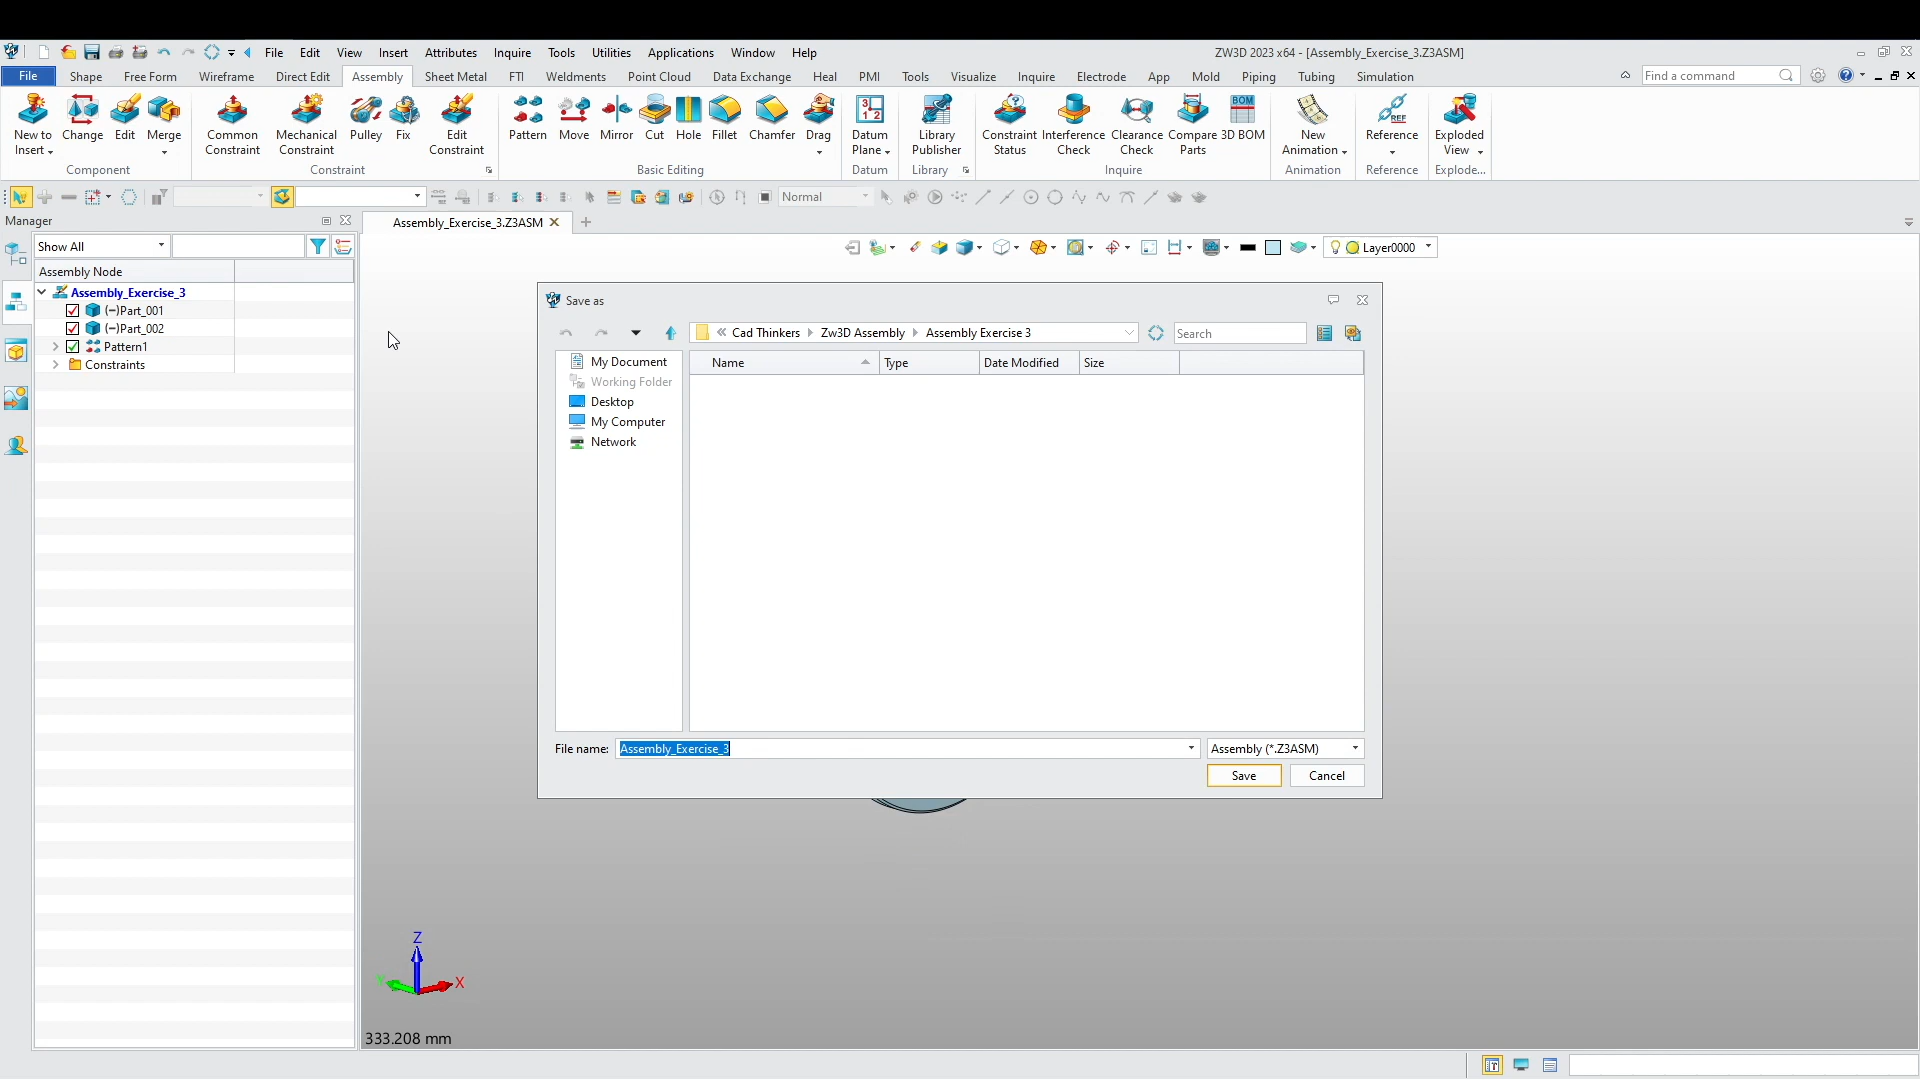 File Edit View Insert Attributes Inquire Tools Utilities Applications Window Help
ZW3D 2023 x64 - [Assembly_Exercise_3.Z3ASM]
File Shape Free Form Wireframe Direct Edit Assembly Sheet Metal FTI Weldments Point Cloud Data Exchange Heal PMI Tools Visualize Inquire Electrode App Mold Piping Tubing Simulation
Find a command
New to Insert
Change
Edit
Merge
Common Constraint
Mechanical Constraint
Pulley
Fix
Edit Constraint
Pattern
Move
Mirror
Cut
Hole
Fillet
Chamfer
Drag
Datum Plane
Library Publisher
Constraint Status
Interference Check
Clearance Check
Compare Parts
BOM
3D BOM
New Animation
REF
Reference
Exploded View
Component Constraint Basic Editing Datum Library Inquire Animation Reference Explode...
Normal
Manager
Assembly_Exercise_3.Z3ASM
Show All
Layer0000
Assembly Node
Assembly_Exercise_3
(−)Part_001
(−)Part_002
Pattern1
Constraints
Save as
« Cad Thinkers Zw3D Assembly Assembly Exercise 3
Search
My Document
Working Folder
Desktop
My Computer
Network
Name Type Date Modified Size
File name: Assembly_Exercise_3 Assembly (*.Z3ASM)
Save Cancel
Z
Y
X
333.208 mm